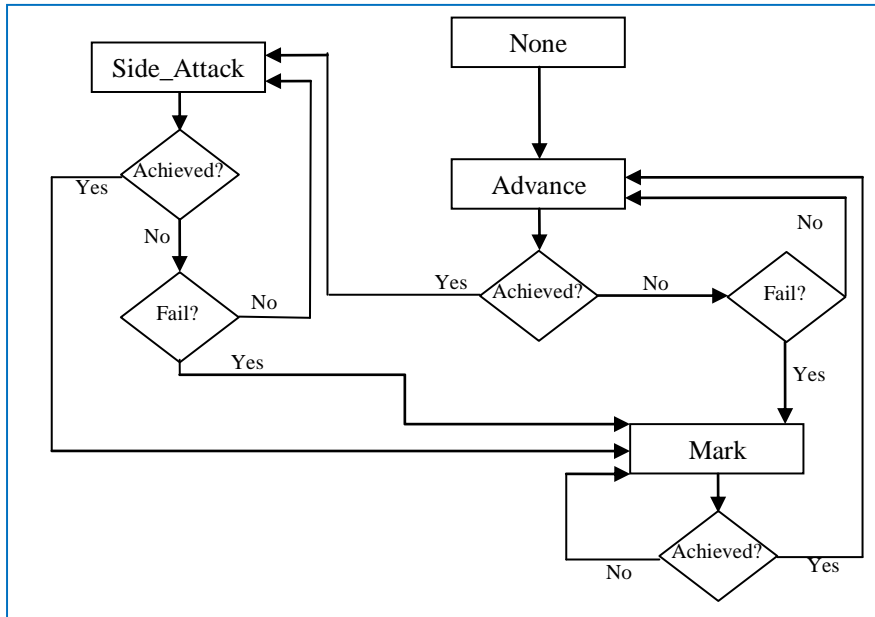 None
Side_Attack
Achieved?
Yes
Advance
No
No
Yes
Achieved?
No
Fail?
Fail?
No
Yes
Yes
Mark
Achieved?
No
Yes